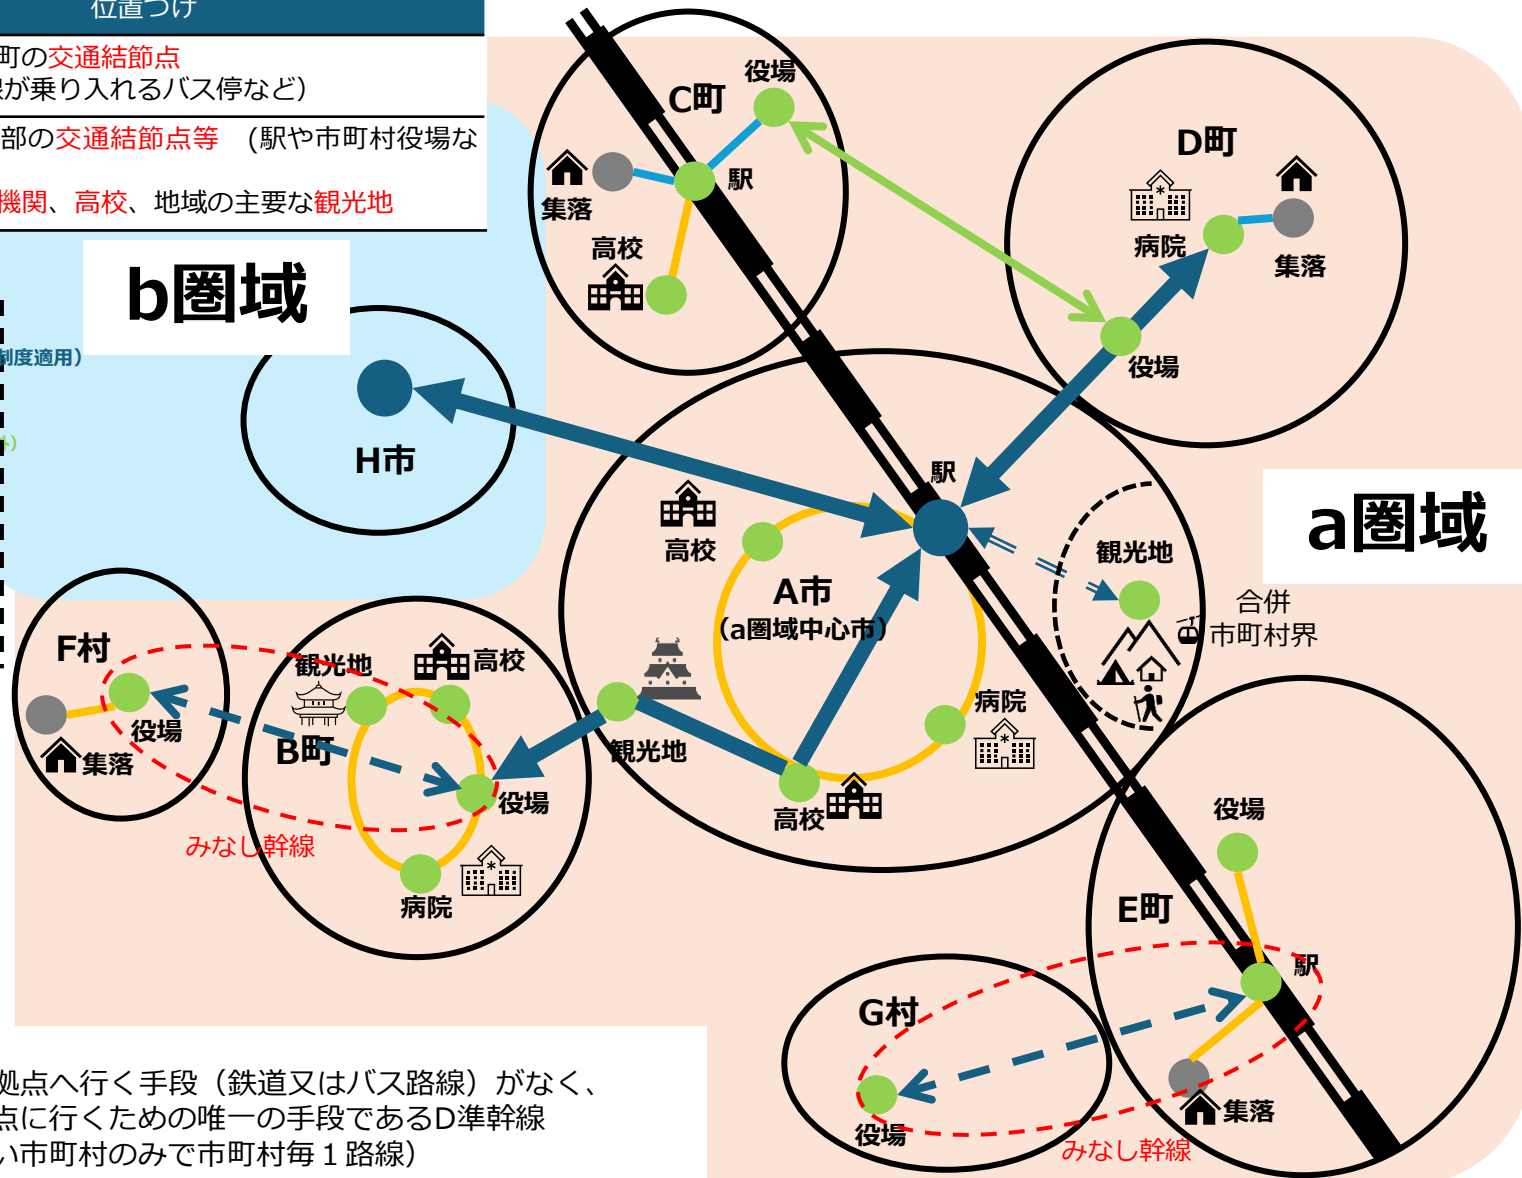 位置づけ
町の交通結節点
が乗り入れるバス停など）
部の交通結節点等　(駅や市町村役場な
機関、高校、地域の主要な観光地
b圏域
制度適用）
H市
C町
役場
駅
集落
高校
D町
病院
集落
役場
a圏域
駅
高校
A市
（a圏域中心市）
観光地
合併
市町村界
病院
観光地
高校
F村
役場
集落
観光地
高校
B町
役場
病院
みなし幹線
E町
役場
駅
集落
G村
役場
みなし幹線
拠点へ行く手段（鉄道又はバス路線）がなく、
点に行くための唯一の手段であるD準幹線
い市町村のみで市町村毎１路線）